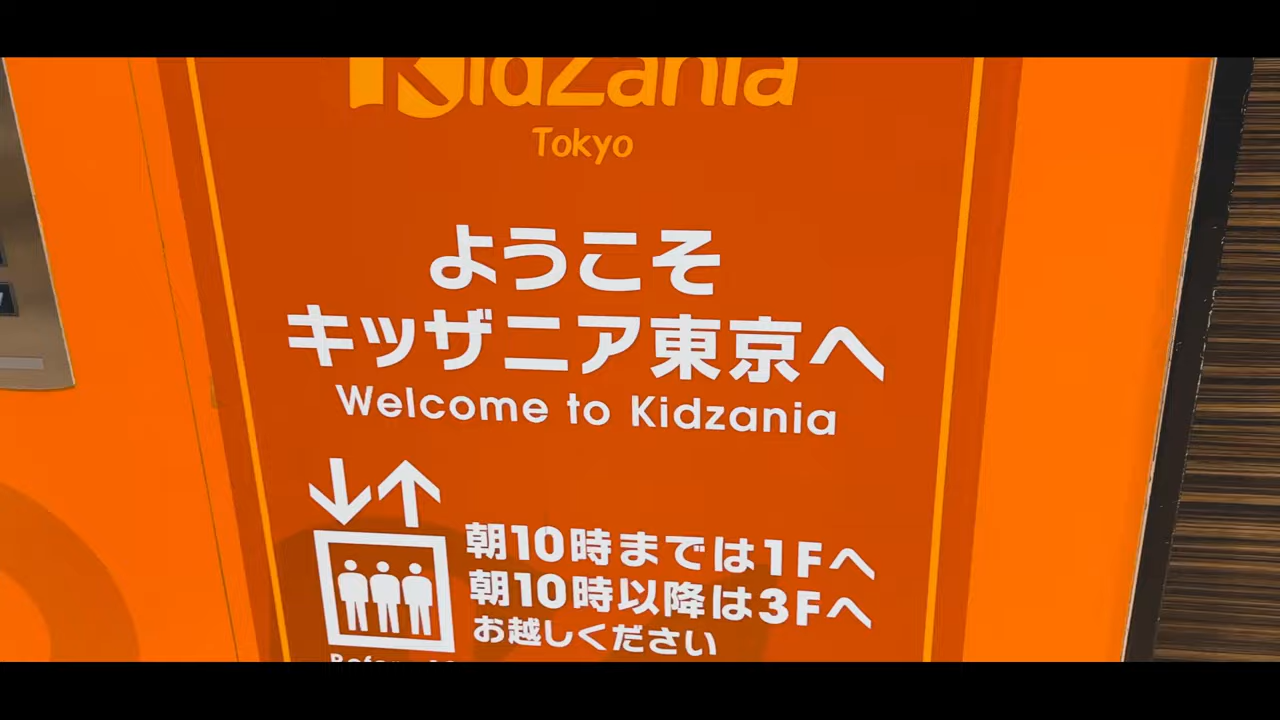 KidZania
Tokyo
ようこそ
キッザニア東京へ
Welcome to Kidzania
朝10時までは1Fへ
朝10時以降は3Fへ
お越しください